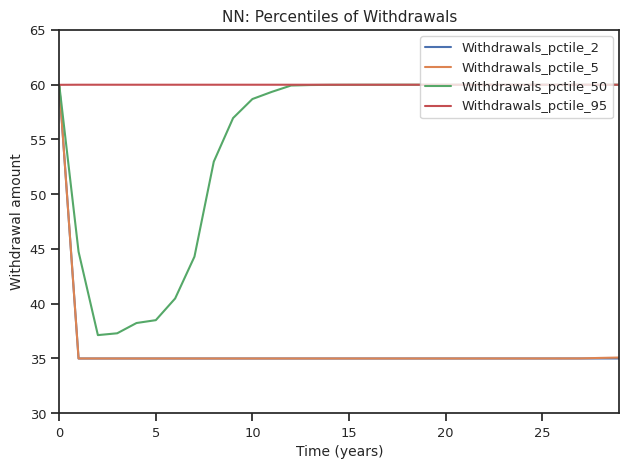 NN: Percentiles of Withdrawals
Withdrawals_pctile_2
Withdrawals_pctile_5
Withdrawals_pctile_50
Withdrawals_pctile_95
Withdrawal amount
65
60
55
50
45
40
35
30
0 5 10 15 20 25
Time (years)